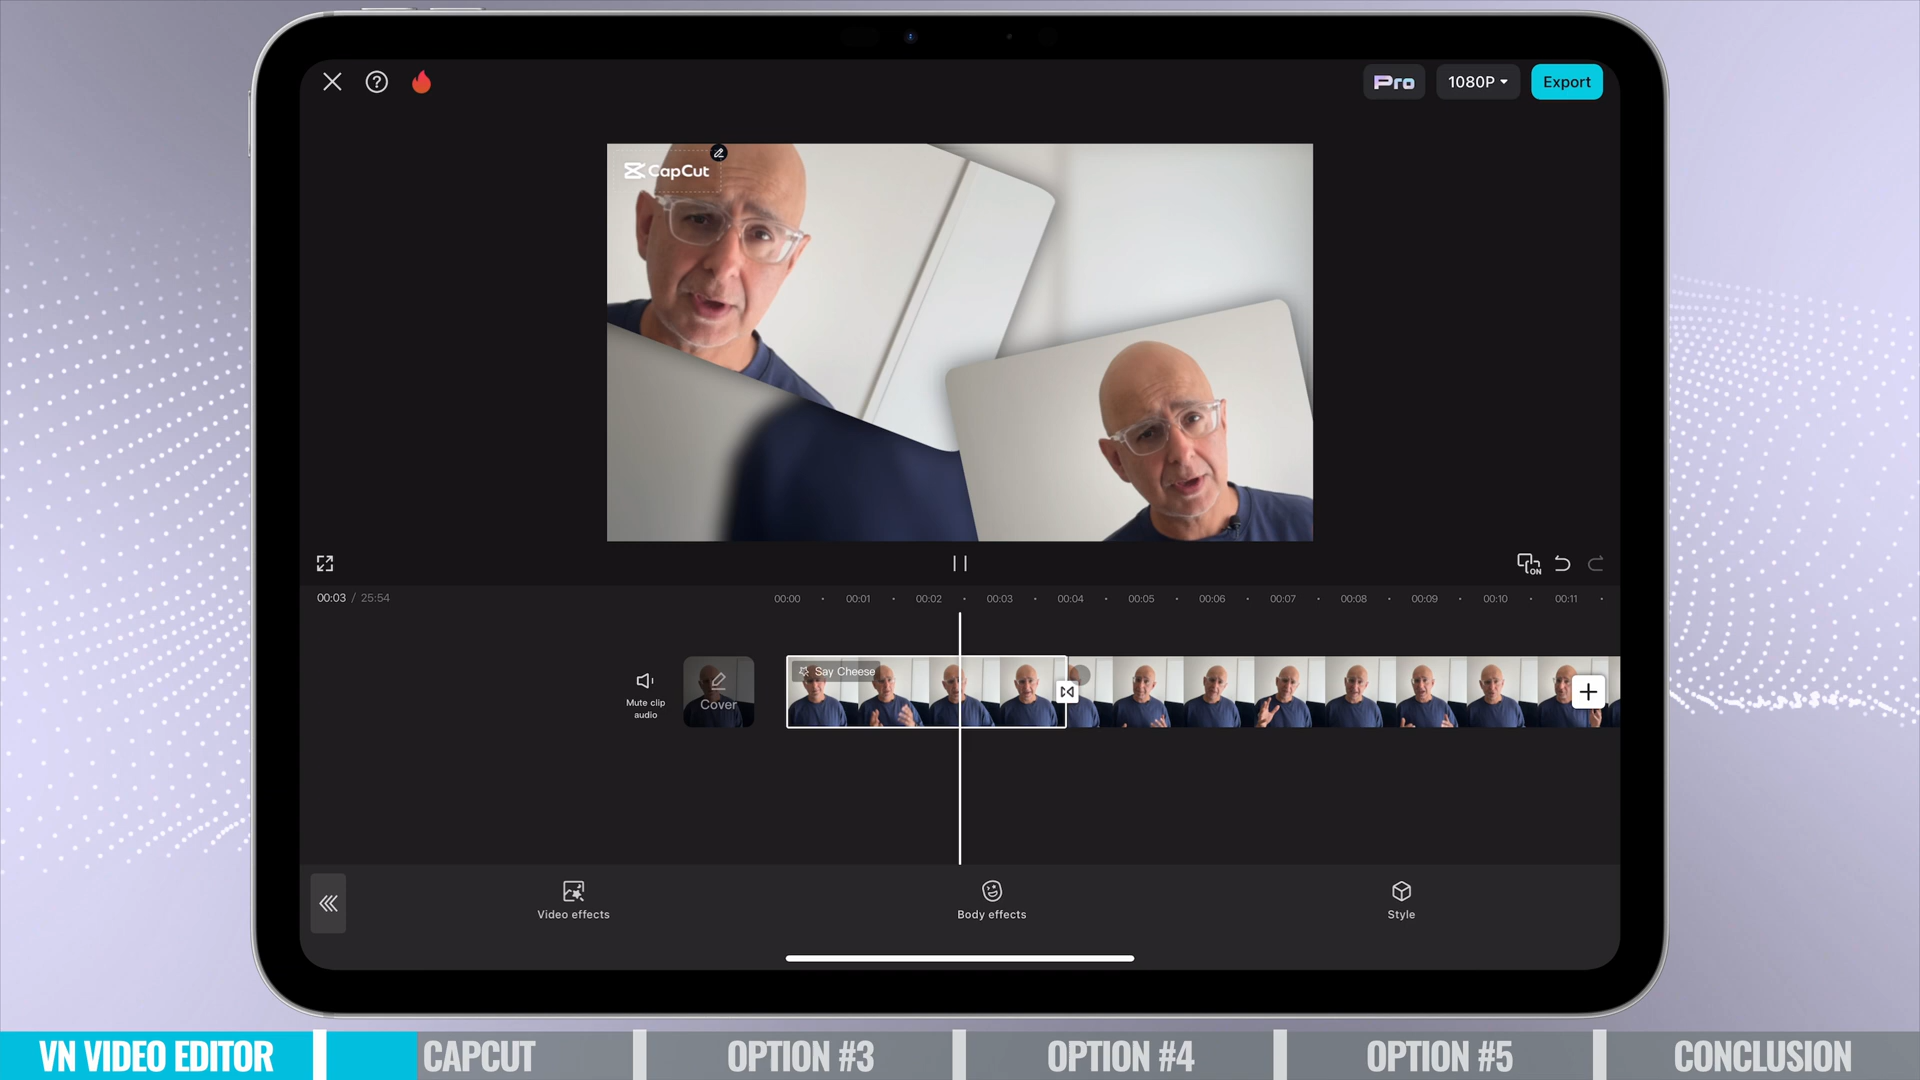 Pro
1080P
Export
CapCut
ON
00:03 / 25:54
00:00 00:01 00:02 00:03 00:04 00:05 00:06 00:07 00:08 00:09 00:10 00:11
Say Cheese
Mute clip
audio
Cover
Video effects
Body effects
Style
VN VIDEO EDITOR
CAPCUT
OPTION #3
OPTION #4
OPTION #5
CONCLUSION